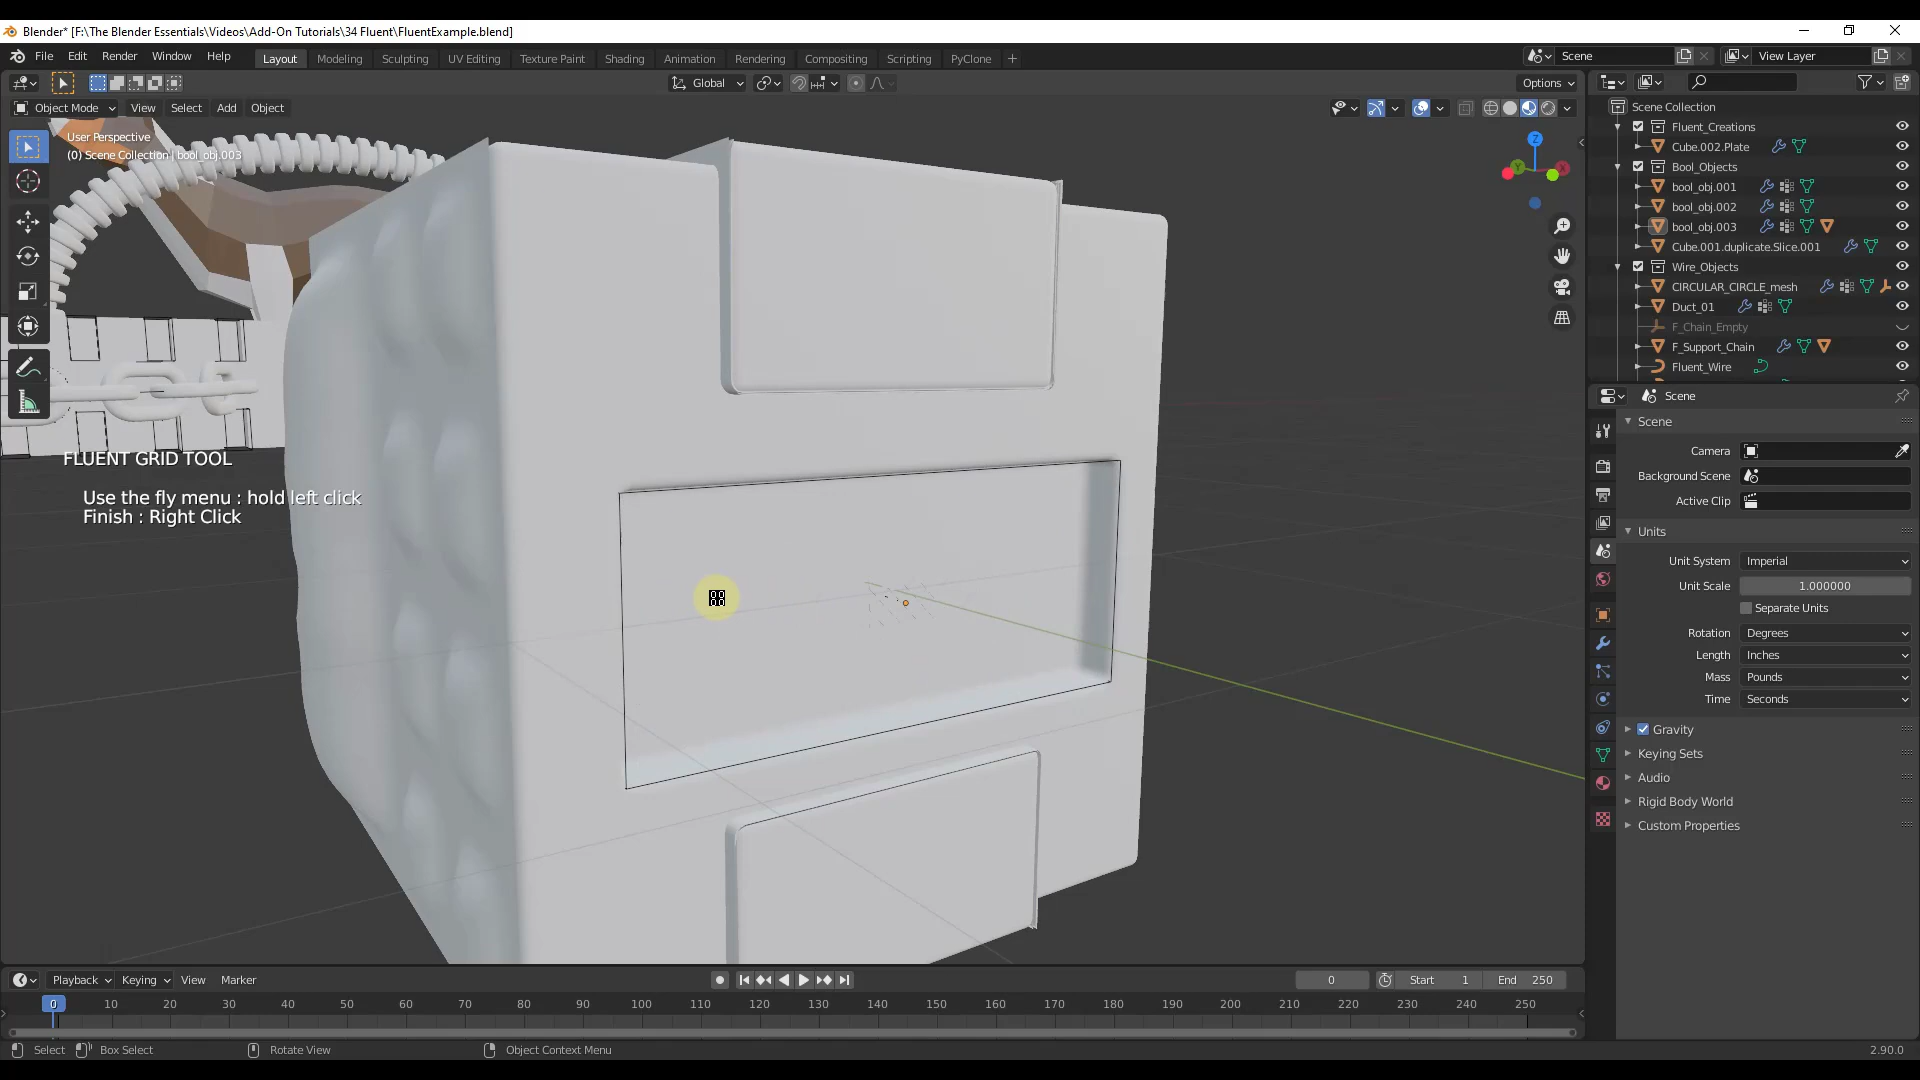 Blender* [F:\The Blender Essentials\Videos\Add-On Tutorials\34 Fluent\FluentExample.blend]
File Edit Render Window Help
Layout Modeling Sculpting UV Editing Texture Paint Shading Animation Rendering Compositing Scripting PyClone +
Scene
View Layer
Global
Options
Object Mode View Select Add Object
User Perspective
(0) Scene Collection | bool_obj.003
FLUENT GRID TOOL
Use the fly menu : hold left click
Finish : Right Click
Scene Collection
Fluent_Creations
Cube.002.Plate
Bool_Objects
bool_obj.001
bool_obj.002
bool_obj.003
Cube.001.duplicate.Slice.001
Wire_Objects
CIRCULAR_CIRCLE_mesh
Duct_01
F_Chain_Empty
F_Support_Chain
Fluent_Wire
Scene
Scene
Camera
Background Scene
Active Clip
Units
Unit System Imperial
Unit Scale 1.000000
Separate Units
Rotation Degrees
Length Inches
Mass Pounds
Time Seconds
Gravity
Keying Sets
Audio
Rigid Body World
Custom Properties
Playback Keying View Marker
0 Start 1 End 250
0 10 20 30 40 50 60 70 80 90 100 110 120 130 140 150 160 170 180 190 200 210 220 230 240 250
Select Box Select Rotate View Object Context Menu 2.90.0